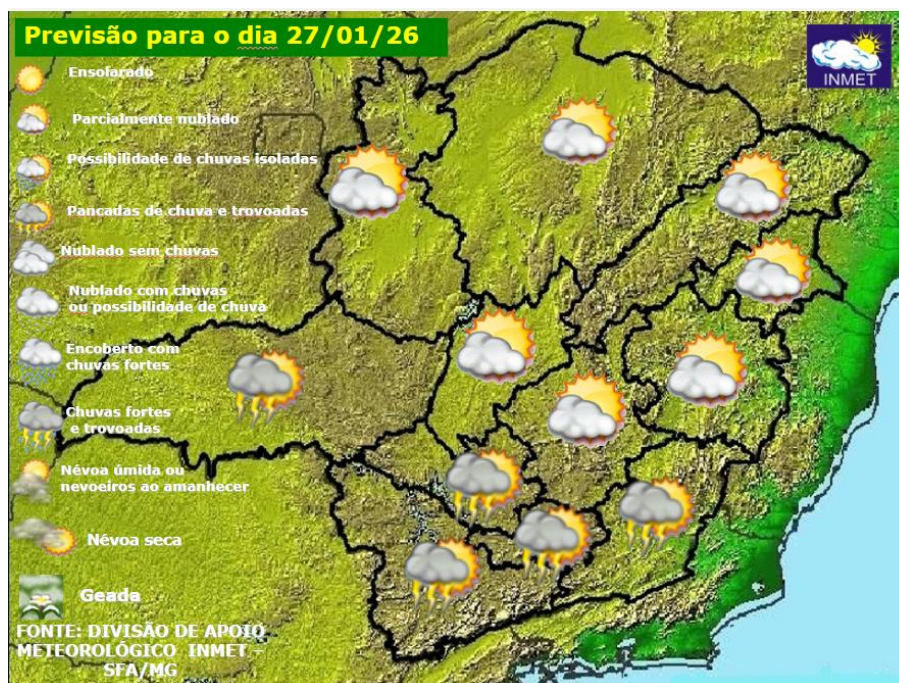 Previsão para o dia 27/01/26
INMET
Ensolarado
Parcialmente nublado
Possibilidade de chuvas isoladas
Pancadas de chuva e trovoadas
Nublado sem chuvas
Nublado com chuvas
ou possibilidade de chuva
Encoberto com
chuvas fortes
Chuvas fortes
e trovoadas
Névoa úmida ou
nevoeiros ao amanhecer
Névoa seca
Geada
FONTE: DIVISÃO DE APOIO
METEOROLÓGICO INMET -
SFA/MG